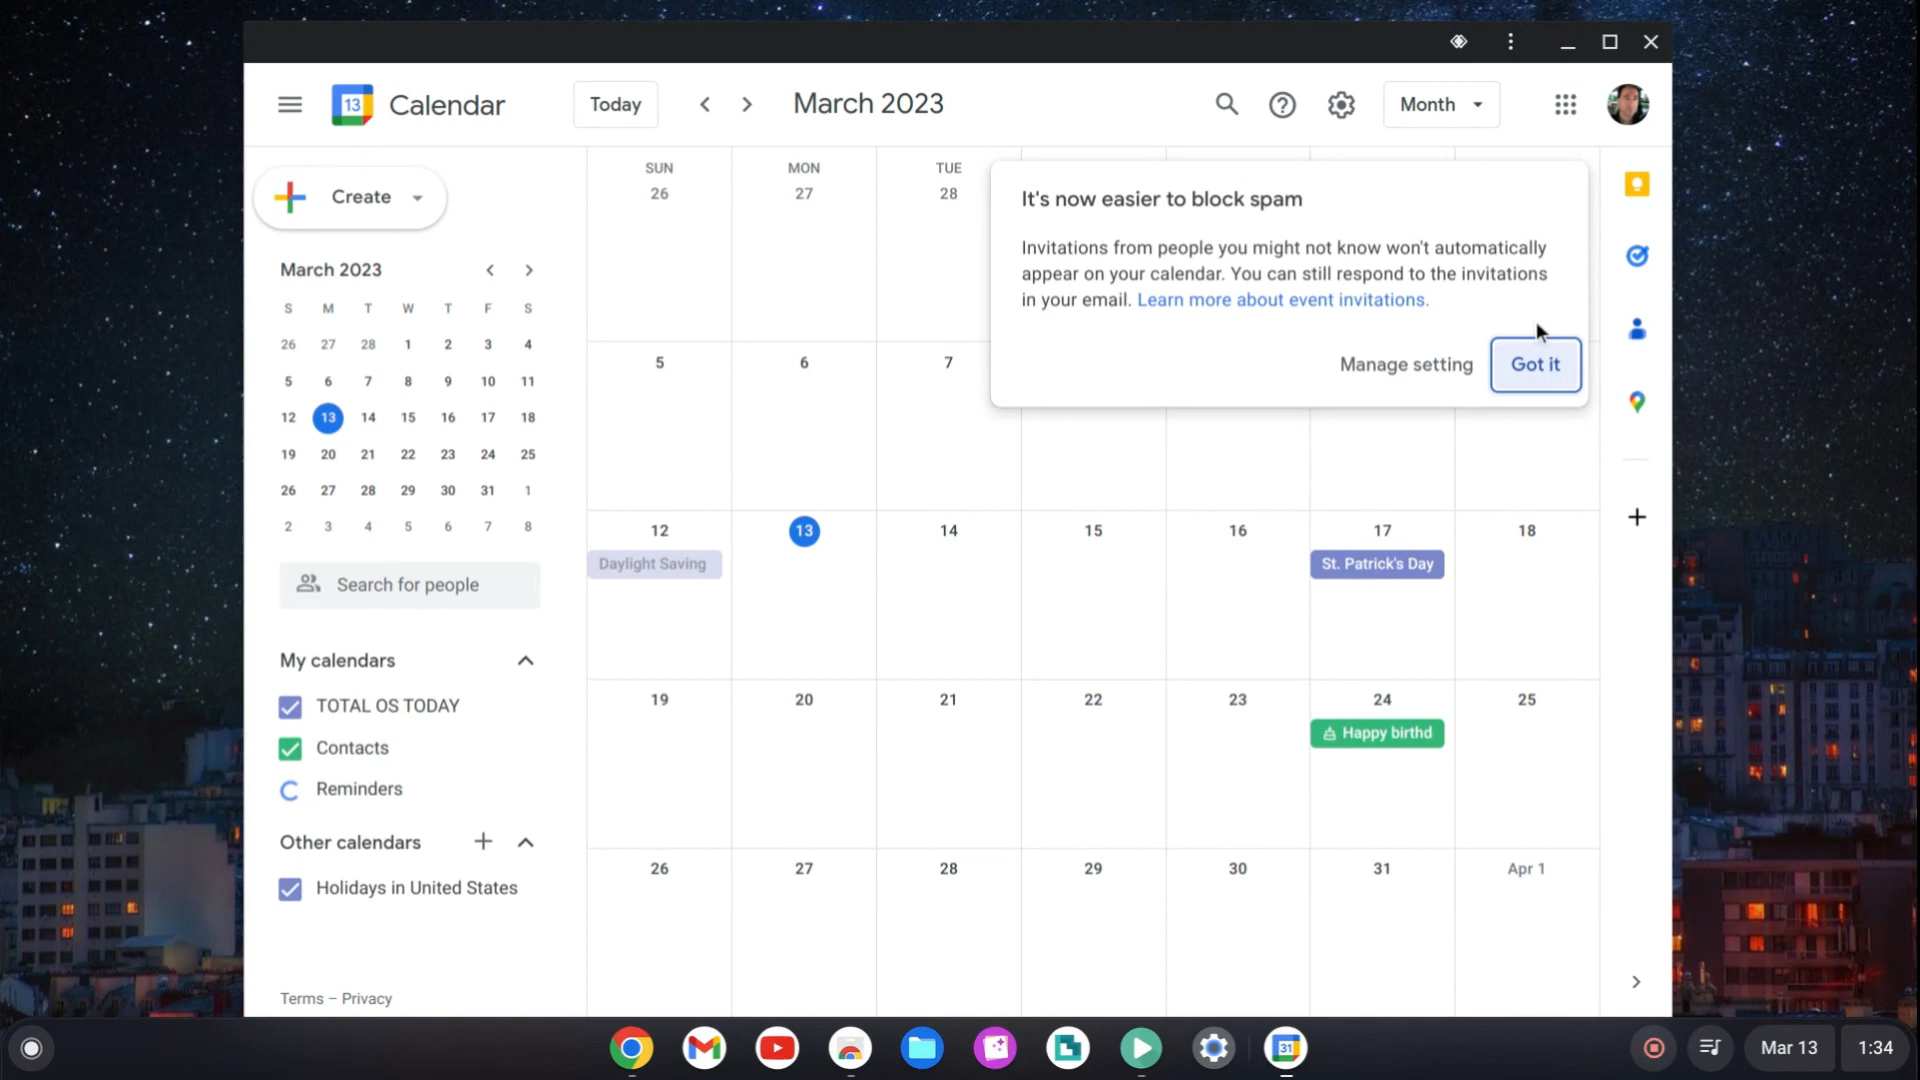 13
Calendar
Today
March 2023
Month
Create
March 2023
S M T W T F S
26 27 28 1 2 3 4
5 6 7 8 9 10 11
12 13 14 15 16 17 18
19 20 21 22 23 24 25
26 27 28 29 30 31 1
2 3 4 5 6 7 8
Search for people
My calendars
TOTAL OS TODAY
Contacts
Reminders
Other calendars
Holidays in United States
Terms – Privacy
SUN MON TUE
26 27 28
It's now easier to block spam
Invitations from people you might not know won't automatically
appear on your calendar. You can still respond to the invitations
in your email. Learn more about event invitations.
Manage setting Got it
5 6 7
12 13 14 15 16 17 18
Daylight Saving St. Patrick's Day
19 20 21 22 23 24 25
Happy birthd
26 27 28 29 30 31 Apr 1
31
Mar 13 1:34